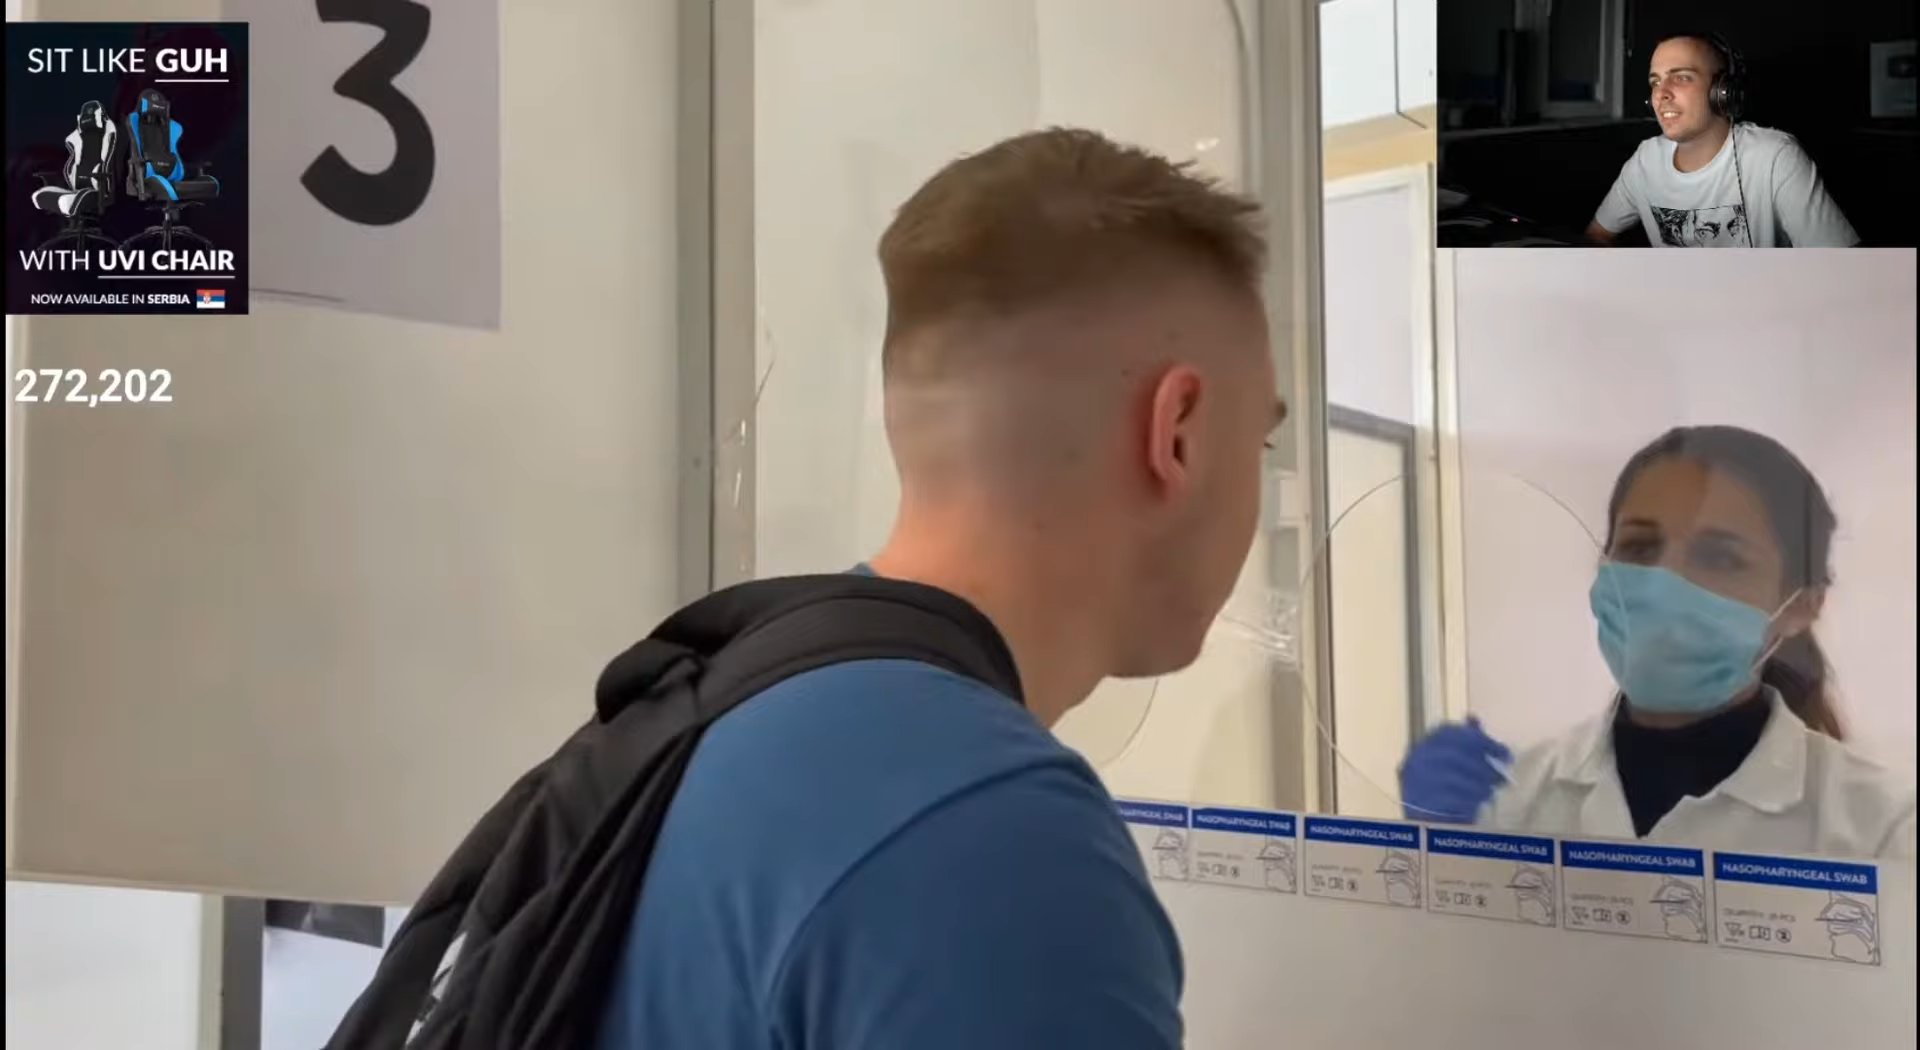 SIT LIKE GUH
WITH UVI CHAIR
NOW AVAILABLE IN SERBIA
3
272,202
NASOPHARYNGEAL SWAB
NASOPHARYNGEAL SWAB
NASOPHARYNGEAL SWAB
NASOPHARYNGEAL SWAB
NASOPHARYNGEAL SWAB
SWAB